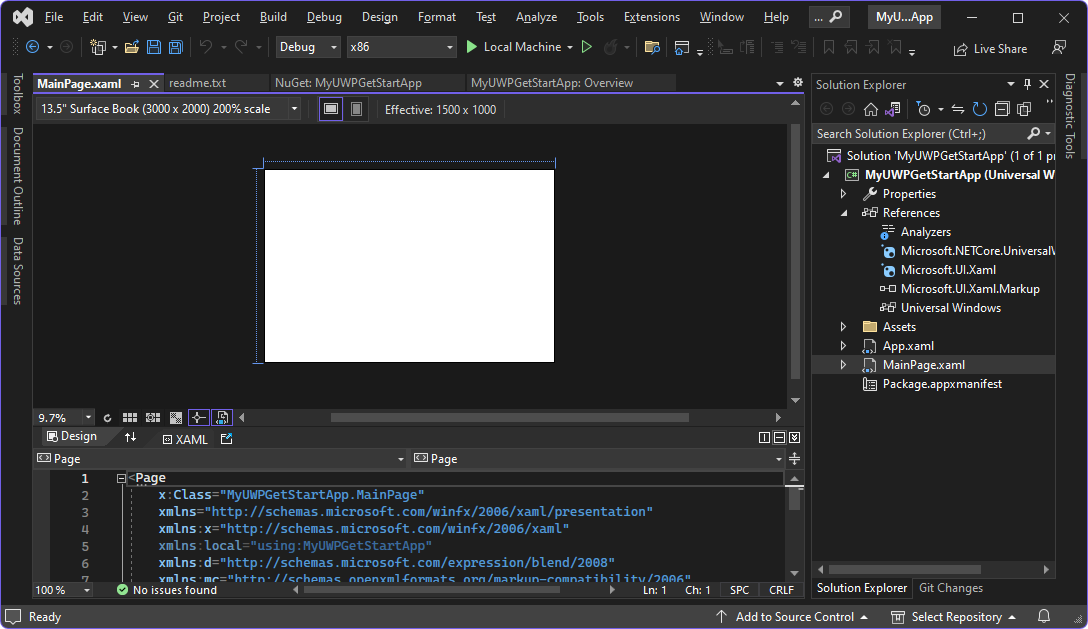 File Edit View Git Project Build Debug Design Format Test Analyze Tools Extensions Window Help ... MyU...App
Debug x86 Local Machine Live Share
MainPage.xaml readme.txt NuGet: MyUWPGetStartApp MyUWPGetStartApp: Overview
13.5" Surface Book (3000 x 2000) 200% scale Effective: 1500 x 1000
Toolbox
Document Outline
Data Sources
9.7%
Design XAML
Page Page
1 <Page
2 x:Class="MyUWPGetStartApp.MainPage"
3 xmlns="http://schemas.microsoft.com/winfx/2006/xaml/presentation"
4 xmlns:x="http://schemas.microsoft.com/winfx/2006/xaml"
5 xmlns:local="using:MyUWPGetStartApp"
6 xmlns:d="http://schemas.microsoft.com/expression/blend/2008"
7 xmlns:mc="http://schemas.openxmlformats.org/markup-compatibility/2006"
100 % No issues found Ln: 1 Ch: 1 SPC CRLF
Solution Explorer
Search Solution Explorer (Ctrl+;)
Solution 'MyUWPGetStartApp' (1 of 1 pr
C# MyUWPGetStartApp (Universal W
Properties
References
Analyzers
Microsoft.NETCore.UniversalW
Microsoft.UI.Xaml
Microsoft.UI.Xaml.Markup
Universal Windows
Assets
App.xaml
MainPage.xaml
Package.appxmanifest
Solution Explorer Git Changes
Diagnostic Tools
Ready Add to Source Control Select Repository